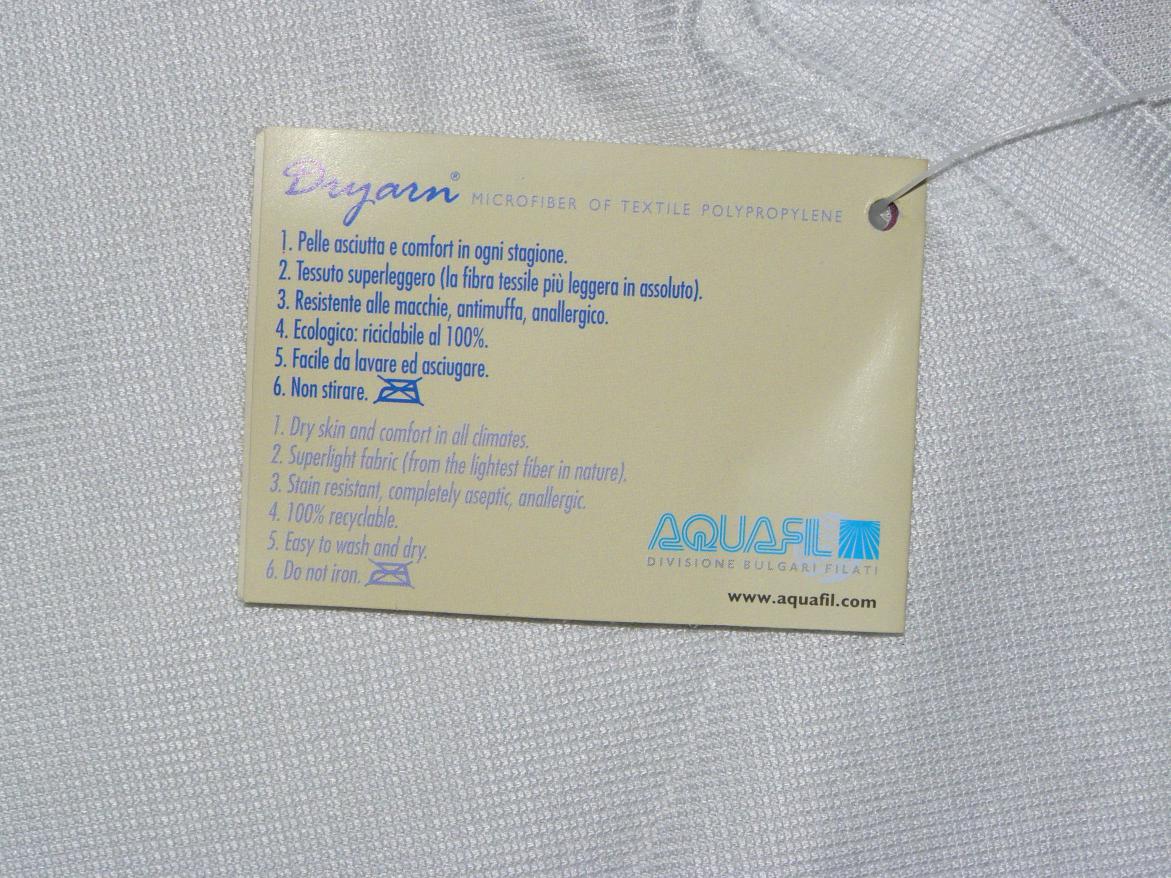 Dryarn® MICROFIBER OF TEXTILE POLYPROPYLENE
1. Pelle asciutta e comfort in ogni stagione.
2. Tessuto superleggero (la fibra tessile più leggera in assoluto).
3. Resistente alle macchie, antimuffa, anallergico.
4. Ecologico: riciclabile al 100%.
5. Facile da lavare ed asciugare.
6. Non stirare.
1. Dry skin and comfort in all climates.
2. Superlight fabric (from the lightest fiber in nature).
3. Stain resistant, completely aseptic, anallergic.
4. 100% recyclable.
5. Easy to wash and dry.
6. Do not iron.
AQUAFIL
DIVISIONE BULGARI FILATI
www.aquafil.com